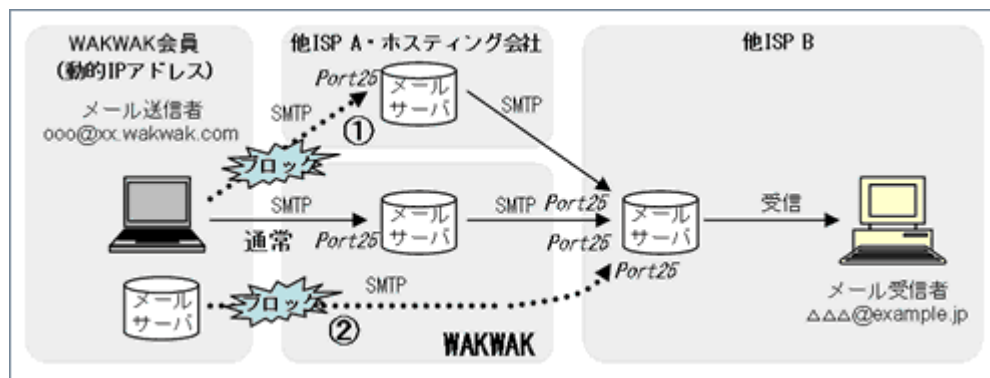 WAKWAK会員
(動的IPアドレス)
メール送信者
ooo@xx.wakwak.com
他ISP A・ホスティング会社
Port25
メール
サーバ
SMTP
①
ブロック
SMTP
他ISP B
SMTP
通常
Port25
メール
サーバ
SMTP
Port25
Port25
メール
サーバ
Port25
受信
メール受信者
△△△@example.jp
メール
サーバ
ブロック
SMTP
②
WAKWAK